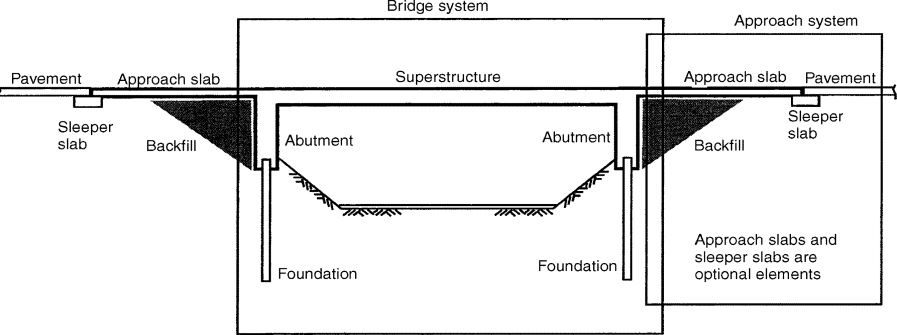 Bridge system
Approach system
Pavement
Approach slab
Superstructure
Approach slab
Pavement
Sleeper
slab
Backfill
Abutment
Abutment
Backfill
Sleeper
slab
Foundation
Foundation
Approach slabs and
sleeper slabs are
optional elements